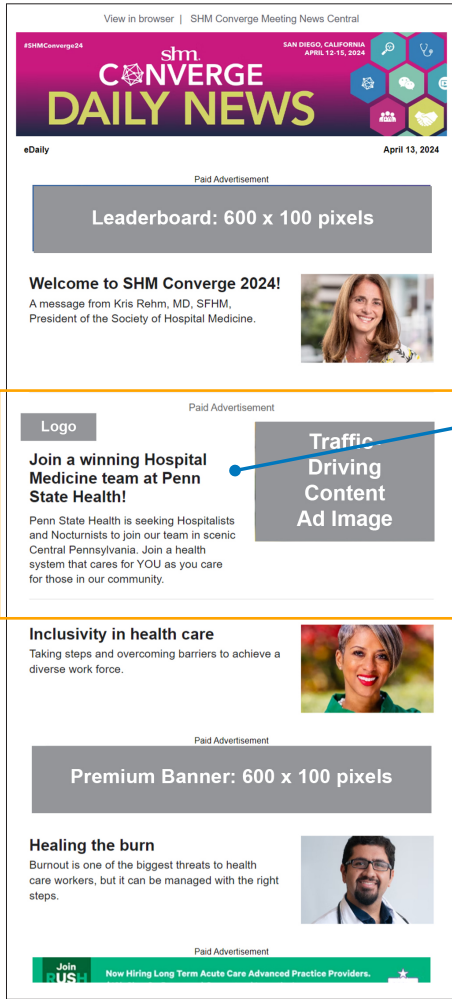 View in browser | SHM Converge Meeting News Central
#SHMConverge24
SAN DIEGO, CALIFORNIA
APRIL 12-15, 2024
shm.
CONVERGE
DAILY NEWS
eDaily
April 13, 2024
Paid Advertisement
Leaderboard: 600 x 100 pixels
Welcome to SHM Converge 2024!
A message from Kris Rehm, MD, SFHM,
President of the Society of Hospital Medicine.
Paid Advertisement
Logo
Join a winning Hospital
Medicine team at Penn
State Health!
Penn State Health is seeking Hospitalists
and Nocturnists to join our team in scenic
Central Pennsylvania. Join a health
system that cares for YOU as you care
for those in our community.
Traffic-
Driving
Content
Ad Image
Inclusivity in health care
Taking steps and overcoming barriers to achieve a
diverse work force.
Paid Advertisement
Premium Banner: 600 x 100 pixels
Healing the burn
Burnout is one of the biggest threats to health
care workers, but it can be managed with the right
steps.
Paid Advertisement
Join
RUSH
Now Hiring Long Term Acute Care Advanced Practice Providers.